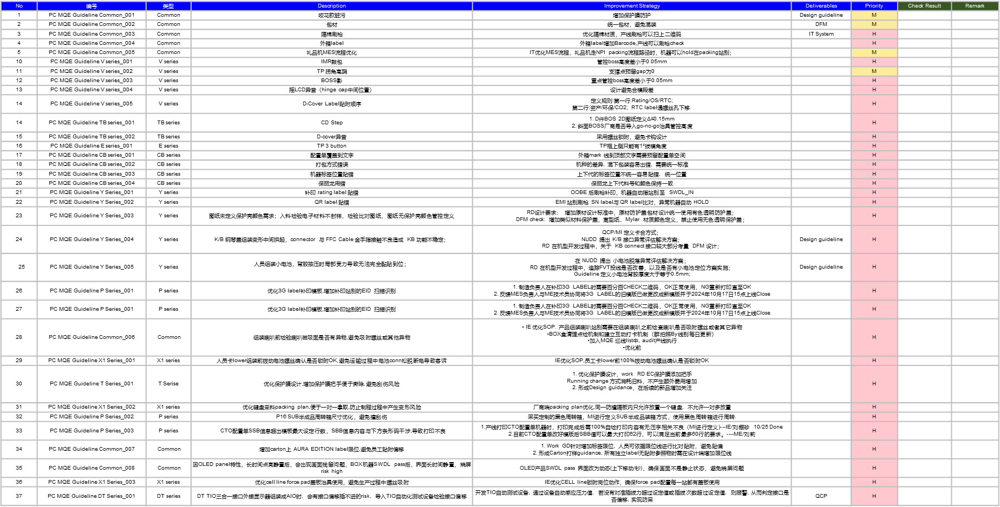 No 编号 类型 Description Improvement Strategy Deliverables Priority Check Result Remark
1 PC MQE Guideline Common_001 Common 咬花款脏污 增加保护膜防护 Design guideline M
2 PC MQE Guideline Common_002 Common 包材 统一包材，避免混装 DFM M
3 PC MQE Guideline Common_003 Common 隔棉刷枪 优化隔棉材质，产线刷枪可以扫上二维码 IT System H
4 PC MQE Guideline Common_004 Common 外箱label 外箱label增加Barcode,产线可以刷枪check H
5 PC MQE Guideline Common_005 Common 礼品机MES流程优化 IT优化MES流程，礼品机走NPI packing流程路径时，机器可以hold在packing站别； M
10 PC MQE Guideline V series_001 V series IMR鼓包 管控boss高度差小于0.05mm H
11 PC MQE Guideline V series_002 V series TP 拐角高跷 支撑点预留gap为0 M
12 PC MQE Guideline V series_003 V series BOSS影 重点管控boss高度差小于0.05mm H
13 PC MQE Guideline V series_004 V series 摇LCD异音（hinge cap中间位置） 设计避免合模段差 H
14 PC MQE Guideline V series_005 V series D-Cover Label贴附顺序 定义规则:第一行:Rating/OS/RTC;
第二行:资产/环保/CO2; RTC label遇螺丝孔下移. H
14 PC MQE Guideline TB series_001 TB series CD Step 1. D件BOS 2D图纸定义Δ≤0.15mm
2. 斜面BOSS厂商是否导入go-no-go治具管控高度 H
15 PC MQE Guideline TB series_002 TB series D-cover异音 采用螺丝锁附，避免卡钩设计 H
16 PC MQE Guideline E series_001 E series TP 3 button TP框上侧只能有1°拔模角度 H
17 PC MQE Guideline CB series_001 CB series 配置单覆盖到文字 外箱mark 线到顶部文字需要预留配置单空间 H
18 PC MQE Guideline CB series_002 CB series 打包方式错误 机种的差异, 混下包装容易出错, 需要统一标准 H
19 PC MQE Guideline CB series_003 CB series 机器标签位置贴错 上下代的标签位置不统一容易贴错, 统一位置 H
20 PC MQE Guideline CB series_004 CB series 保丽龙用错 保丽龙上下代料号和颜色保持一致 H
21 PC MQE Guideline Y Series_001 Y series 补印 rating label 贴错 OOBE 后刷枪补印，机器自动指站别至 SWDL_IN H
22 PC MQE Guideline Y Series_002 Y series QR label 贴错 EMI 站别刷枪 SN label与 QR label比对，异常机器自动 HOLD H
23 PC MQE Guideline Y Series_003 Y series 图纸未定义保护壳颜色需求；入料检验电子材料不封样，检验比对图纸，图纸无保护壳颜色管控定义 RD设计要求： 增加原材设计标准中，原材防护盖包材设计统一使用有色透明防护盖；
DFM check: 增加类似材料保护盖，离型纸、Mylar 材质颜色定义，禁止使用无色透明保护盖； H
24 PC MQE Guideline Y Series_004 Y series K/B 钢琴盖组装变形中间拱起，connector 与 FFC Cable 金手指接触不良造成 KB 功能不稳定； QCP/MI 定义卡合方式；
NUDD 提出 K/B 接口异常评估解决方案；
RD 在机型开发过程中，关于 KB connect 接口较大部分考量 DFM 设计； Design guideline H
25 PC MQE Guideline Y Series_005 Y series 人员组装小电池，背胶按压时局部受力导致无法完全黏贴到位； 在 NUDD 提出 小电池脱落异常评估解决方案；
RD 在机型开发过程中，追踪FVT投线是否改善，以及是否有小电池定位方案实施；
Guideline 定义小电池背胶厚度大于等于0.5mm; Design guideline H
26 PC MQE Guideline P Series_001 P series 优化3G label补印模板,增加补印站别的EID 扫描识别 1. 制造负责人在补印3G LABEL时需要百分百CHECK二维码，OK正常使用，NG重新打印直至OK
2. 反馈MES负责人与ME技术员协同将3G LABEL的旧模版已做更改成新模版并于2024年10月17日15点上线Close H
27 PC MQE Guideline P Series_001 P series 优化3G label补印模板,增加补印站别的EID 扫描识别 1. 制造负责人在补印3G LABEL时需要百分百CHECK二维码，OK正常使用，NG重新打印直至OK
2. 反馈MES负责人与ME技术员协同将3G LABEL的旧模版已做更改成新模版并于2024年10月17日15点上线Close H
28 PC MQE Guideline Common_006 Common 组装喇叭前检验喇叭磁吸面是否有异物,避免吸附螺丝或其他异物 • IE 优化SOP, 产品组装喇叭站别需要在组装喇叭之前检查喇叭是否吸附螺丝或者其它异物
•BOX盒清理点检机制和建立互动打卡机制（群拍照By线别每日更新）
•加入MQE 巡线list中, audit产线执行
•优化前 H
29 PC MQE Guideline X1 Series_001 X1 series 人员卡lower组装前拨动电池螺丝确认是否锁附OK,避免运输过程中电池conn松脱断电导致客诉 IE优化SOP,员工卡lower前100%拨动电池螺丝确认是否锁附OK H
30 PC MQE Guideline T Series_001 T Serise 优化保护膜设计,增加保护膜把手便于撕除,避免刮伤风险 1. 优化保护膜设计，work RD EC保护膜添加把手
Running change 方式消耗旧料，不产生额外费用增加
2. 形成Design guidance，在后续的新品增加关注 H
31 PC MQE Guideline X1 Series_002 X1 series 优化键盘来料packing plan,便于一对一拿取,防止制程过程中产生变形风险 厂商端packing plan优化,同一防撞隔板内只允许放置一个键盘, 不允许一对多放置 H
32 PC MQE Guideline P Series_002 P series P16 SUB半成品周转箱尺寸优化，避免撞刮伤 采买定制的黑色周转箱，MI进行定义SUB半成品装箱方式，使用黑色周转箱进行周转. H
33 PC MQE Guideline P Series_003 P series CTO配置单SSB信息超出模板最大设定行数，SBB信息内容与下方条形码干涉,导致打印不良 1.产线打印CTO配置单机器时，打印完成后需100%自检打印内容有无压字相关不良（MI进行定义)---IE/刘棚珍 10/25 Done
2.目前CTO配置单改好模版后SBB值可以最大打印62行，可以满足当前最多60行的要求。----ME/刘莉 H
34 PC MQE Guideline Common_007 Common 增加carton上 AURA EDITION label限位,避免员工贴附偏移 1. Work GD针对增加标签限位, 人员可依据限位线进行比对贴附，避免贴偏
2. 形成Carton打样guidance, 所有独立label无贴附参照物时需在设计端增加限位线 H
35 PC MQE Guideline Common_008 Common 因OLED panel特性，长时间点亮静置后，会出现画面残留问题，BOX机器SWDL pass后，界面长时间静置，烧屏
risk high OLED产品SWDL pass 界面改为动态(上下移动/秒)，确保画面不是静止状态，避免烧屏问题 H
36 PC MQE Guideline X1 Series_003 X1 series 优化cell line force pad盖板治具使用，避免生产过程中螺丝吸附 IE优化CELL line锁附岗位动作，确保force pad配置每一站都有盖板使用 H
37 PC MQE Guideline DT Series_001 DT series DT TIO三合一接口外接显示器组装成AIO时, 会有接口偏移插不进的risk, 导入TIO自动化测试设备检验接口偏移 开发TIO自动测试设备, 通过设备自动感应压力值, 若没有对准插拔力超过设定值或插拔次数超过设定值, 则报警, 从而判定接口是
否偏移, 实现防呆 QCP H